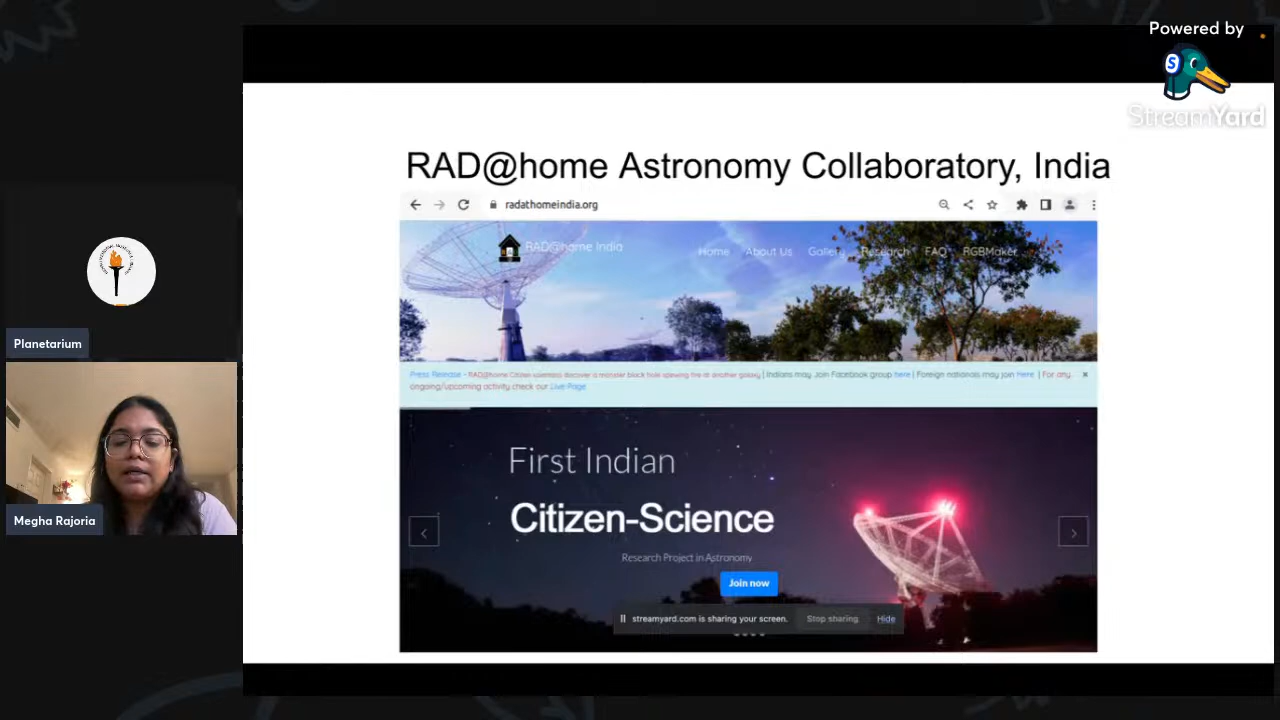 Powered by
StreamYard
RAD@home Astronomy Collaboratory, India
radathomeindia.org
RAD@home India
Home About Us Gallery Research FAQ RGBMaker
Press Release - RAD@home Citizen scientists discover a monster black hole spewing fire at another galaxy | Indians may Join Facebook group here | Foreign nationals may join Here | For any
ongoing/upcoming activity check our Live Page
First Indian
Citizen-Science
Research Project in Astronomy
Join now
streamyard.com is sharing your screen. Stop sharing Hide
Planetarium
Megha Rajoria